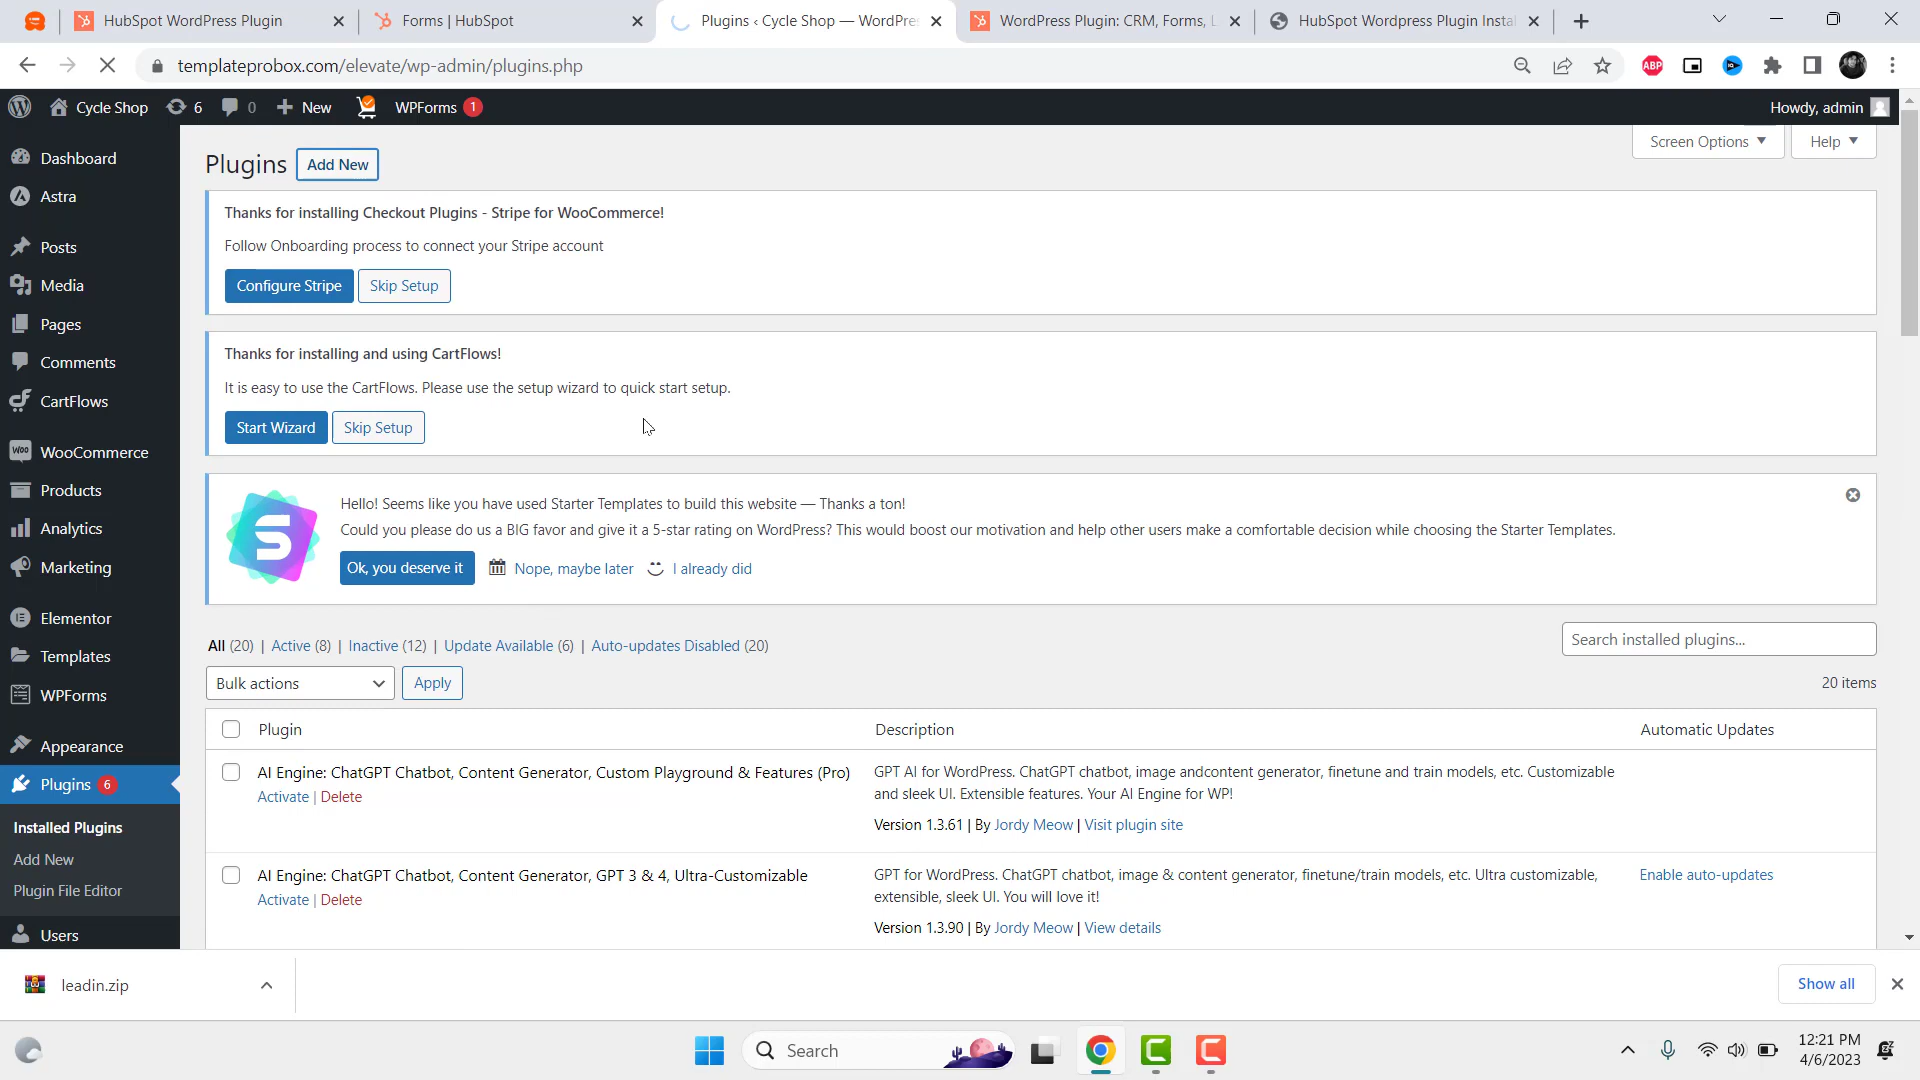 HubSpot WordPress Plugin
Forms | HubSpot
Plugins ‹ Cycle Shop — WordPre
WordPress Plugin: CRM, Forms, L
HubSpot Wordpress Plugin Insta
templateprobox.com/elevate/wp-admin/plugins.php
ABP
Cycle Shop
6
0
New
WPForms 1
Howdy, admin
Dashboard
Astra
Posts
Media
Pages
Comments
CartFlows
WooCommerce
Products
Analytics
Marketing
Elementor
Templates
WPForms
Appearance
Plugins 6
Installed Plugins
Add New
Plugin File Editor
Users
Screen Options
Help
Plugins
Add New
Thanks for installing Checkout Plugins - Stripe for WooCommerce!
Follow Onboarding process to connect your Stripe account
Configure Stripe
Skip Setup
Thanks for installing and using CartFlows!
It is easy to use the CartFlows. Please use the setup wizard to quick start setup.
Start Wizard
Skip Setup
Hello! Seems like you have used Starter Templates to build this website — Thanks a ton!
Could you please do us a BIG favor and give it a 5-star rating on WordPress? This would boost our motivation and help other users make a comfortable decision while choosing the Starter Templates.
Ok, you deserve it
Nope, maybe later
I already did
All (20) | Active (8) | Inactive (12) | Update Available (6) | Auto-updates Disabled (20)
Search installed plugins...
Bulk actions
Apply
20 items
Plugin
Description
Automatic Updates
AI Engine: ChatGPT Chatbot, Content Generator, Custom Playground & Features (Pro)
Activate | Delete
GPT AI for WordPress. ChatGPT chatbot, image andcontent generator, finetune and train models, etc. Customizable
and sleek UI. Extensible features. Your AI Engine for WP!
Version 1.3.61 | By Jordy Meow | Visit plugin site
AI Engine: ChatGPT Chatbot, Content Generator, GPT 3 & 4, Ultra-Customizable
Activate | Delete
GPT for WordPress. ChatGPT chatbot, image & content generator, finetune/train models, etc. Ultra customizable,
extensible, sleek UI. You will love it!
Version 1.3.90 | By Jordy Meow | View details
Enable auto-updates
leadin.zip
Show all
Search
12:21 PM
4/6/2023